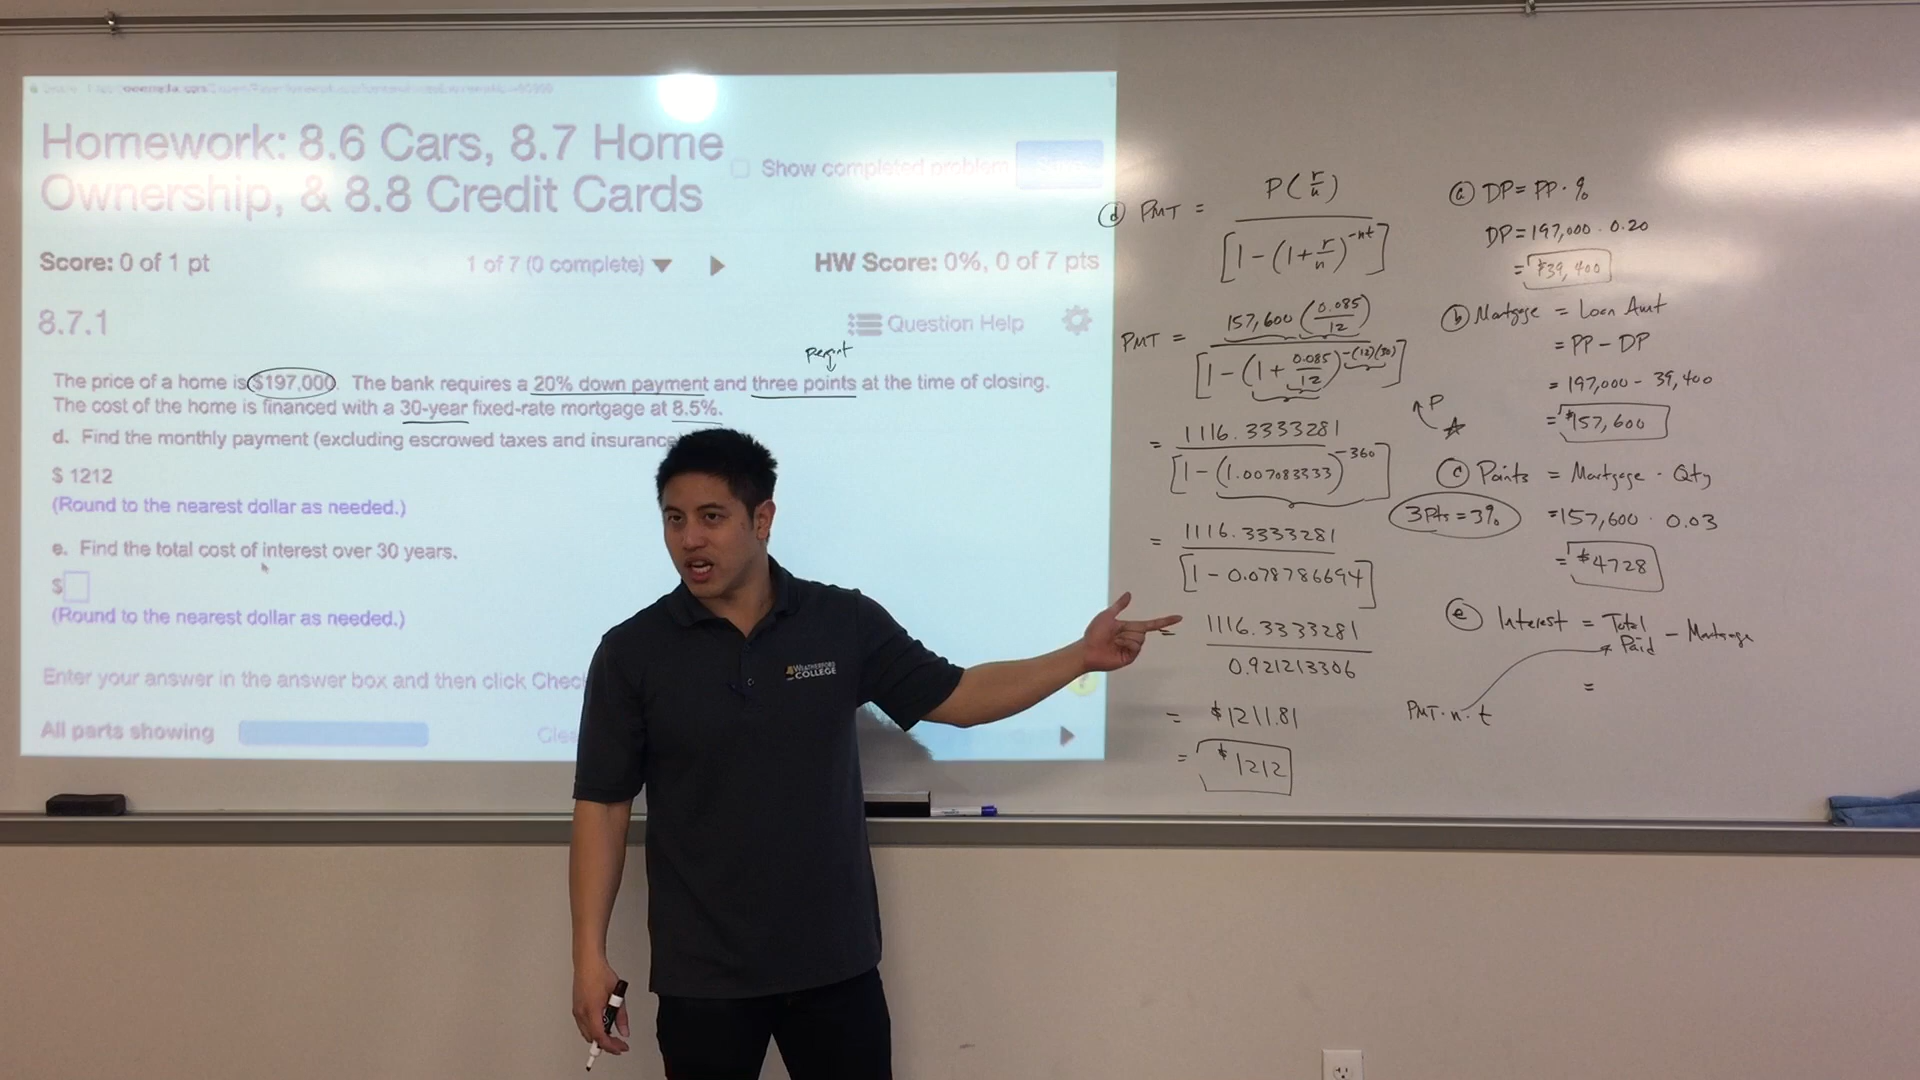 Homework: 8.6 Cars, 8.7 Home
Ownership, & 8.8 Credit Cards
Show completed problem
Score: 0 of 1 pt
1 of 7 (0 complete)
HW Score: 0%, 0 of 7 pts
8.7.1
Question Help
percent
The price of a home is $197,000. The bank requires a 20% down payment and three points at the time of closing.
The cost of the home is financed with a 30-year fixed-rate mortgage at 8.5%.
d. Find the monthly payment (excluding escrowed taxes and insurance
$ 1212
(Round to the nearest dollar as needed.)
e. Find the total cost of interest over 30 years.
$
(Round to the nearest dollar as needed.)
Enter your answer in the answer box and then click Chec
All parts showing
Clea
WEATHERFORD
COLLEGE
d PMT = P(r/n) / [1-(1+r/n)^-nt]
PMT = 157,600(0.085/12) / [1-(1+0.085/12)^-(12)(30)]
= 1116.3333281 / [1-(1.007083333)^-360]
= 1116.3333281 / [1-0.078786694]
= 1116.3333281 / 0.921213306
= $1211.81
= $1212
a DP = PP · %
DP = 197,000 · 0.20
= $39,400
b Mortgage = Loan Amt
= PP - DP
= 197,000 - 39,400
= $157,600
P
c Points = Mortgage · Qty
3 Pts = 3%
= 157,600 · 0.03
= $4728
e Interest = Total Paid - Mortgage
=
PMT · n · t